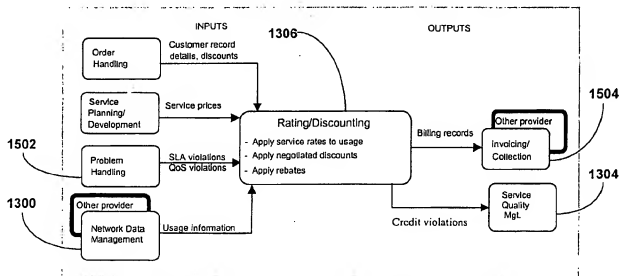 INPUTS
1306
OUTPUTS
Order
Handling
Customer record
details, discounts
Service
Planning/
Development
Service prices
1502
Problem
Handling
SLA violations
QoS violations
1300
Other provider
Network Data
Management
Usage information
Rating/Discounting
- Apply service rates to usage
- Apply negotiated discounts
- Apply rebates
Billing records
Other provider
Invoicing/
Collection
1504
Credit violations
Service
Quality
Mgt.
1304